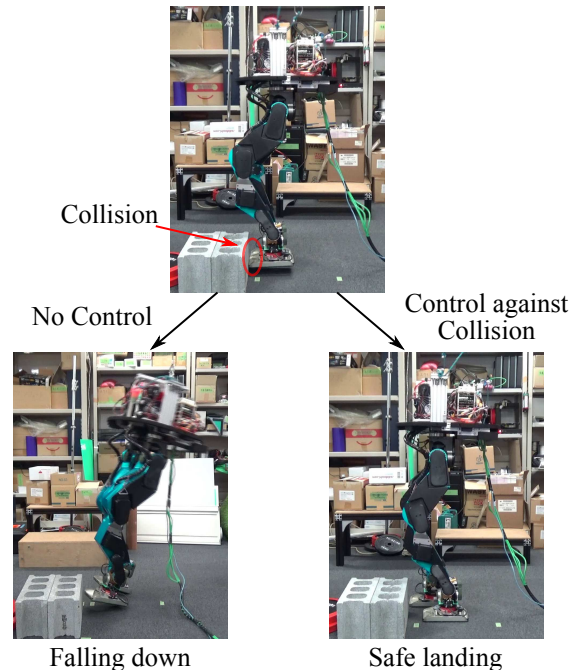 Collision
No Control
Control against
Collision
Falling down
Safe landing